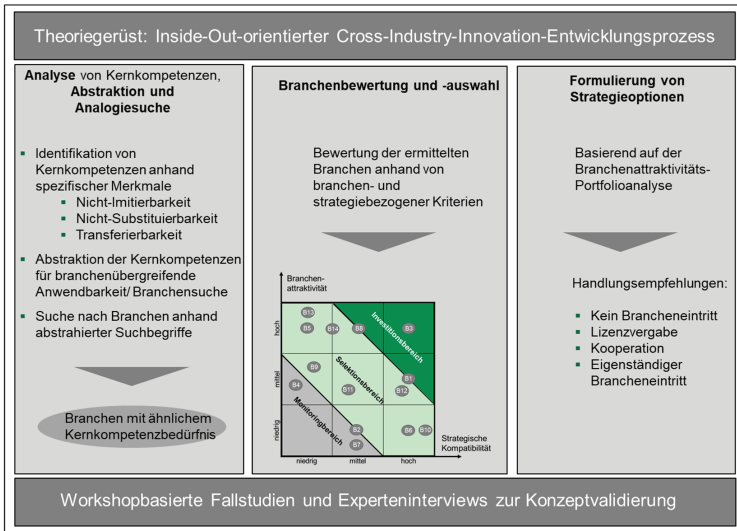 Theoriegerüst: Inside-Out-orientierter Cross-Industry-Innovation-Entwicklungsprozess
Analyse von Kernkompetenzen,
Abstraktion und
Analogiesuche
Identifikation von
Kernkompetenzen anhand
spezifischer Merkmale
Nicht-Imitierbarkeit
Nicht-Substituierbarkeit
Transferierbarkeit
Abstraktion der Kernkompetenzen
für branchenübergreifende
Anwendbarkeit/ Branchensuche
Suche nach Branchen anhand
abstrahierter Suchbegriffe
Branchen mit ähnlichem
Kernkompetenzbedürfnis
Branchenbewertung und -auswahl
Bewertung der ermittelten
Branchen anhand von
branchen- und
strategiebezogener Kriterien
Branchen-
attraktivität
hoch
mittel
niedrig
B13
B5
B14
B8
B3
Investitionsbereich
B9
B4
B11
B1
B12
Selektionsbereich
Monitoringbereich
B2
B7
B6
B10
Strategische
Kompatibilität
niedrig
mittel
hoch
Formulierung von
Strategieoptionen
Basierend auf der
Branchenattraktivitäts-
Portfolioanalyse
Handlungsempfehlungen:
Kein Brancheneintritt
Lizenzvergabe
Kooperation
Eigenständiger
Brancheneintritt
Workshopbasierte Fallstudien und Experteninterviews zur Konzeptvalidierung